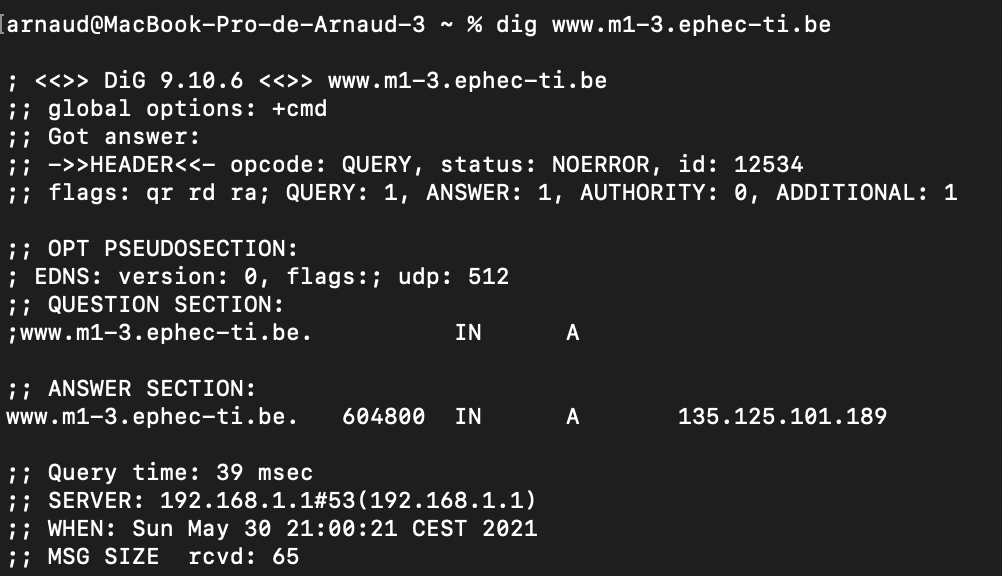 arnaud@MacBook-Pro-de-Arnaud-3 ~ % dig www.m1-3.ephec-ti.be
; <<>> DiG 9.10.6 <<>> www.m1-3.ephec-ti.be
;; global options: +cmd
;; Got answer:
;; ->>HEADER<<- opcode: QUERY, status: NOERROR, id: 12534
;; flags: qr rd ra; QUERY: 1, ANSWER: 1, AUTHORITY: 0, ADDITIONAL: 1
;; OPT PSEUDOSECTION:
; EDNS: version: 0, flags:; udp: 512
;; QUESTION SECTION:
;www.m1-3.ephec-ti.be. IN A
;; ANSWER SECTION:
www.m1-3.ephec-ti.be. 604800 IN A 135.125.101.189
;; Query time: 39 msec
;; SERVER: 192.168.1.1#53(192.168.1.1)
;; WHEN: Sun May 30 21:00:21 CEST 2021
;; MSG SIZE rcvd: 65